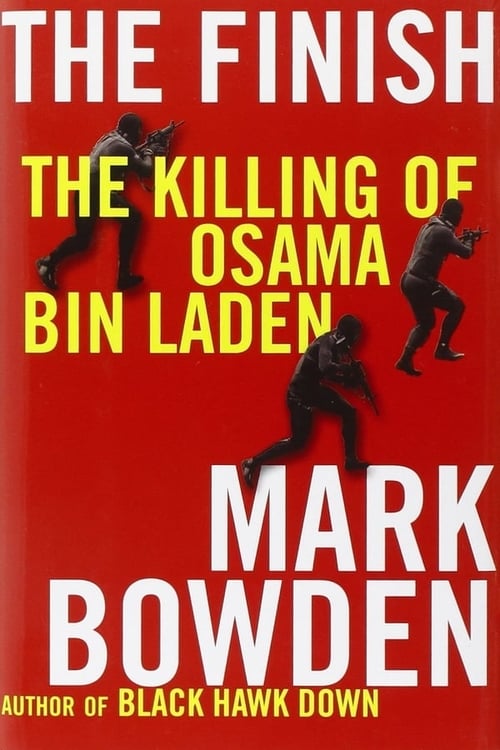 THE FINISH
THE KILLING OF
OSAMA
BIN LADEN
MARK
BOWDEN
AUTHOR OF BLACK HAWK DOWN